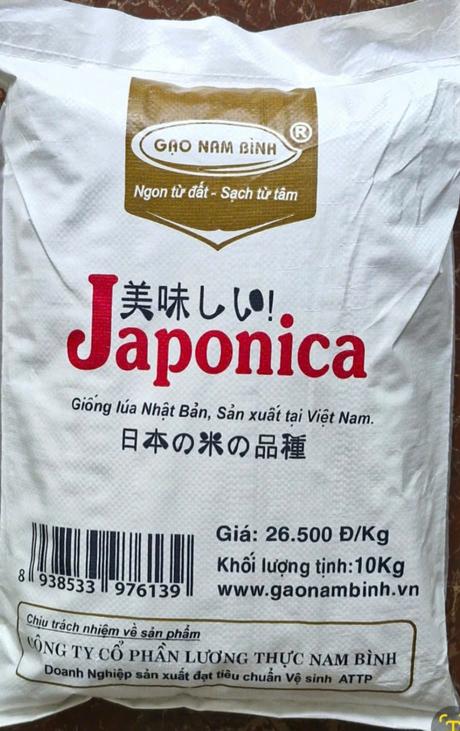 GẠO NAM BÌNH ®
Ngon từ đất - Sạch từ tâm
美味しい!
Japonica
Giống lúa Nhật Bản, Sản xuất tại Việt Nam.
日本の米の品種
Giá: 26.500 Đ/Kg
Khối lượng tịnh: 10Kg
www.gaonambinh.vn
8 938533 976139
Chịu trách nhiệm về sản phẩm
CÔNG TY CỔ PHẦN LƯƠNG THỰC NAM BÌNH
Doanh Nghiệp sản xuất đạt tiêu chuẩn Vệ sinh ATTP